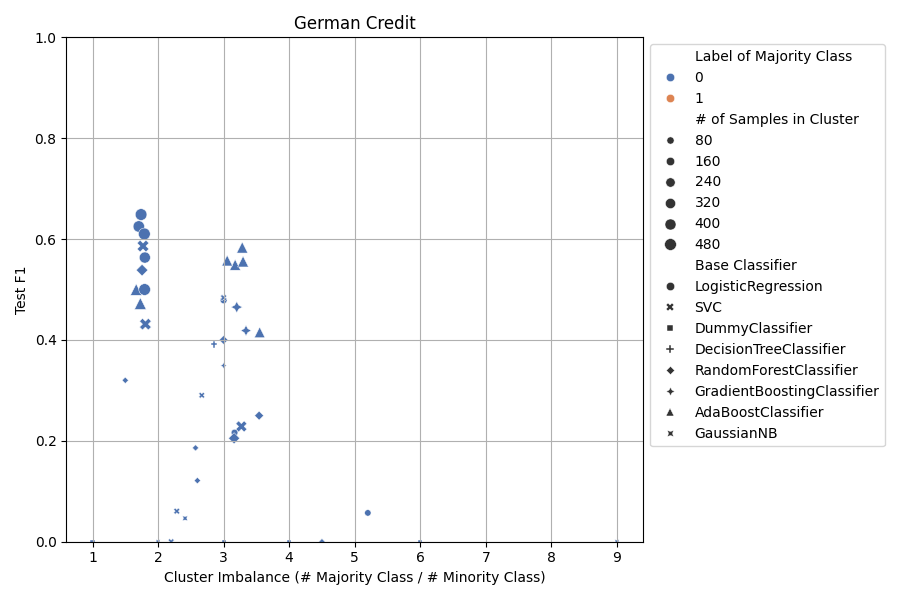 German Credit
Test F1
1.0
0.8
0.6
0.4
0.2
0.0
1 2 3 4 5 6 7 8 9
Cluster Imbalance (# Majority Class / # Minority Class)
Label of Majority Class
0
1
# of Samples in Cluster
80
160
240
320
400
480
Base Classifier
LogisticRegression
SVC
DummyClassifier
DecisionTreeClassifier
RandomForestClassifier
GradientBoostingClassifier
AdaBoostClassifier
GaussianNB